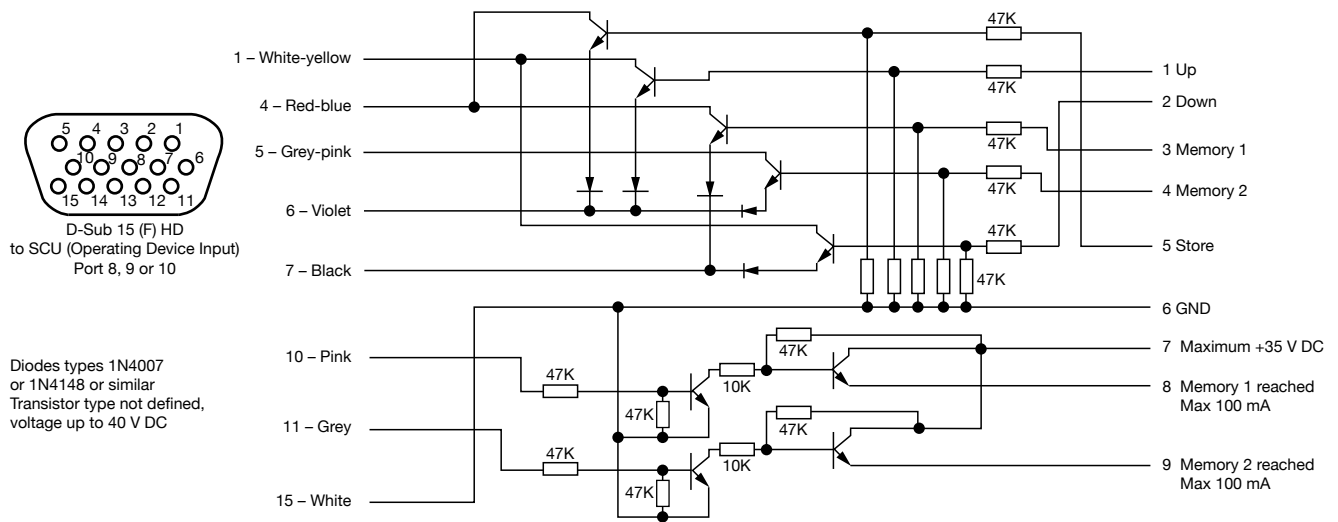 5 4 3 2 1
10 9 8 7 6
15 14 13 12 11
D-Sub 15 (F) HD
to SCU (Operating Device Input)
Port 8, 9 or 10
Diodes types 1N4007
or 1N4148 or similar
Transistor type not defined,
voltage up to 40 V DC
1 – White-yellow
4 – Red-blue
5 – Grey-pink
6 – Violet
7 – Black
10 – Pink
11 – Grey
15 – White
47K
47K
47K
47K
47K
47K
47K
47K
10K
47K
47K
47K
10K
47K
1 Up
2 Down
3 Memory 1
4 Memory 2
5 Store
6 GND
7 Maximum +35 V DC
8 Memory 1 reached
Max 100 mA
9 Memory 2 reached
Max 100 mA